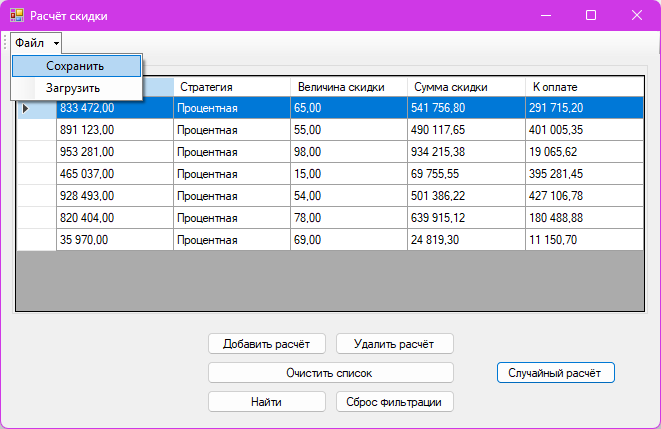 Расчёт скидки
Файл
Сохранить
Загрузить
Стратегия Величина скидки Сумма скидки К оплате
833 472,00 Процентная 65,00 541 756,80 291 715,20
891 123,00 Процентная 55,00 490 117,65 401 005,35
953 281,00 Процентная 98,00 934 215,38 19 065,62
465 037,00 Процентная 15,00 69 755,55 395 281,45
928 493,00 Процентная 54,00 501 386,22 427 106,78
820 404,00 Процентная 78,00 639 915,12 180 488,88
35 970,00 Процентная 69,00 24 819,30 11 150,70
Добавить расчёт Удалить расчёт
Очистить список Случайный расчёт
Найти Сброс фильтрации